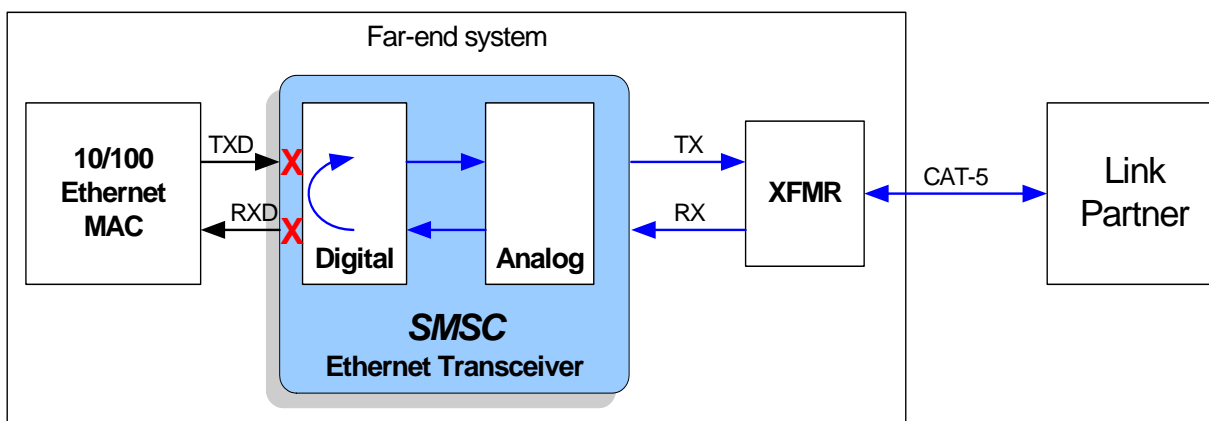 Far-end system
10/100
Ethernet
MAC
TXD
RXD
X
X
Digital
Analog
SMSC
Ethernet Transceiver
TX
RX
XFMR
CAT-5
Link
Partner